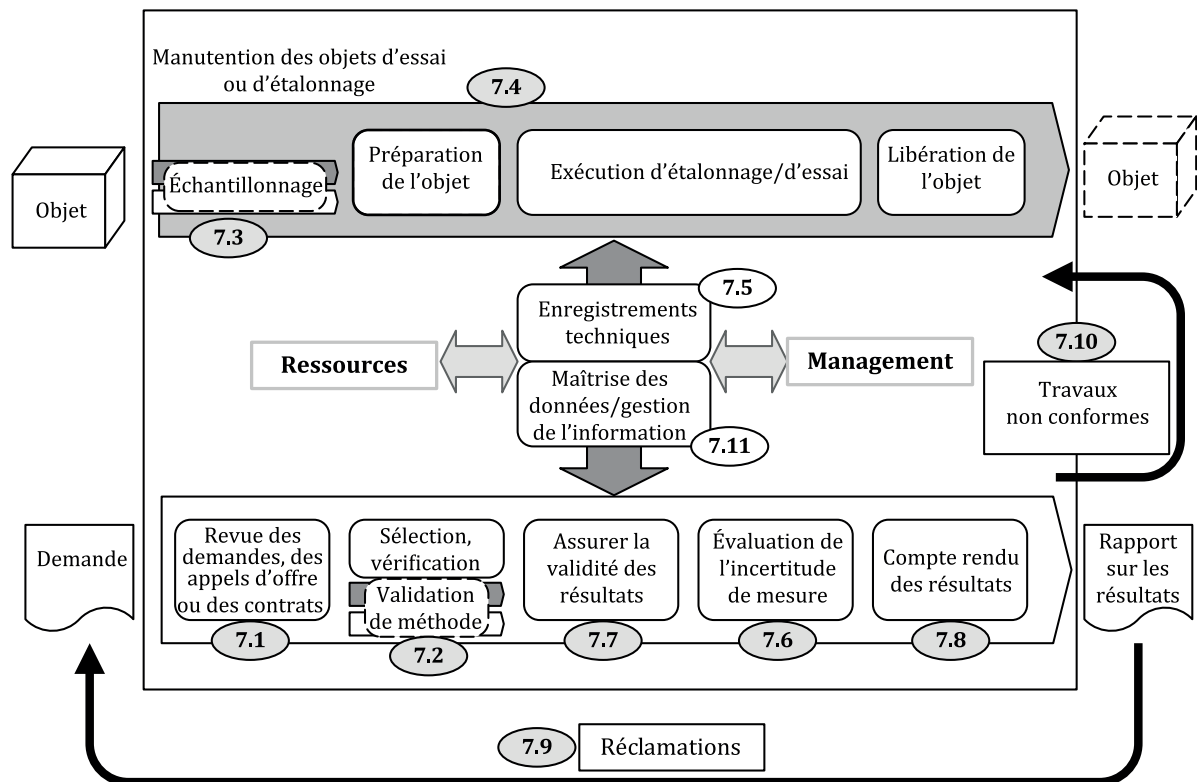 Manutention des objets d'essai
ou d'étalonnage
7.4
Objet
Échantillonnage
7.3
Préparation
de l'objet
Exécution d'étalonnage/d'essai
Libération de
l'objet
Objet
Enregistrements
techniques
7.5
Ressources
Management
Maîtrise des
données/gestion
de l'information
7.11
7.10
Travaux
non conformes
Demande
Revue des
demandes, des
appels d'offre
ou des contrats
7.1
Sélection,
vérification
Validation
de méthode
7.2
Assurer la
validité des
résultats
7.7
Évaluation de
l'incertitude
de mesure
7.6
Compte rendu
des résultats
7.8
Rapport
sur les
résultats
7.9
Réclamations